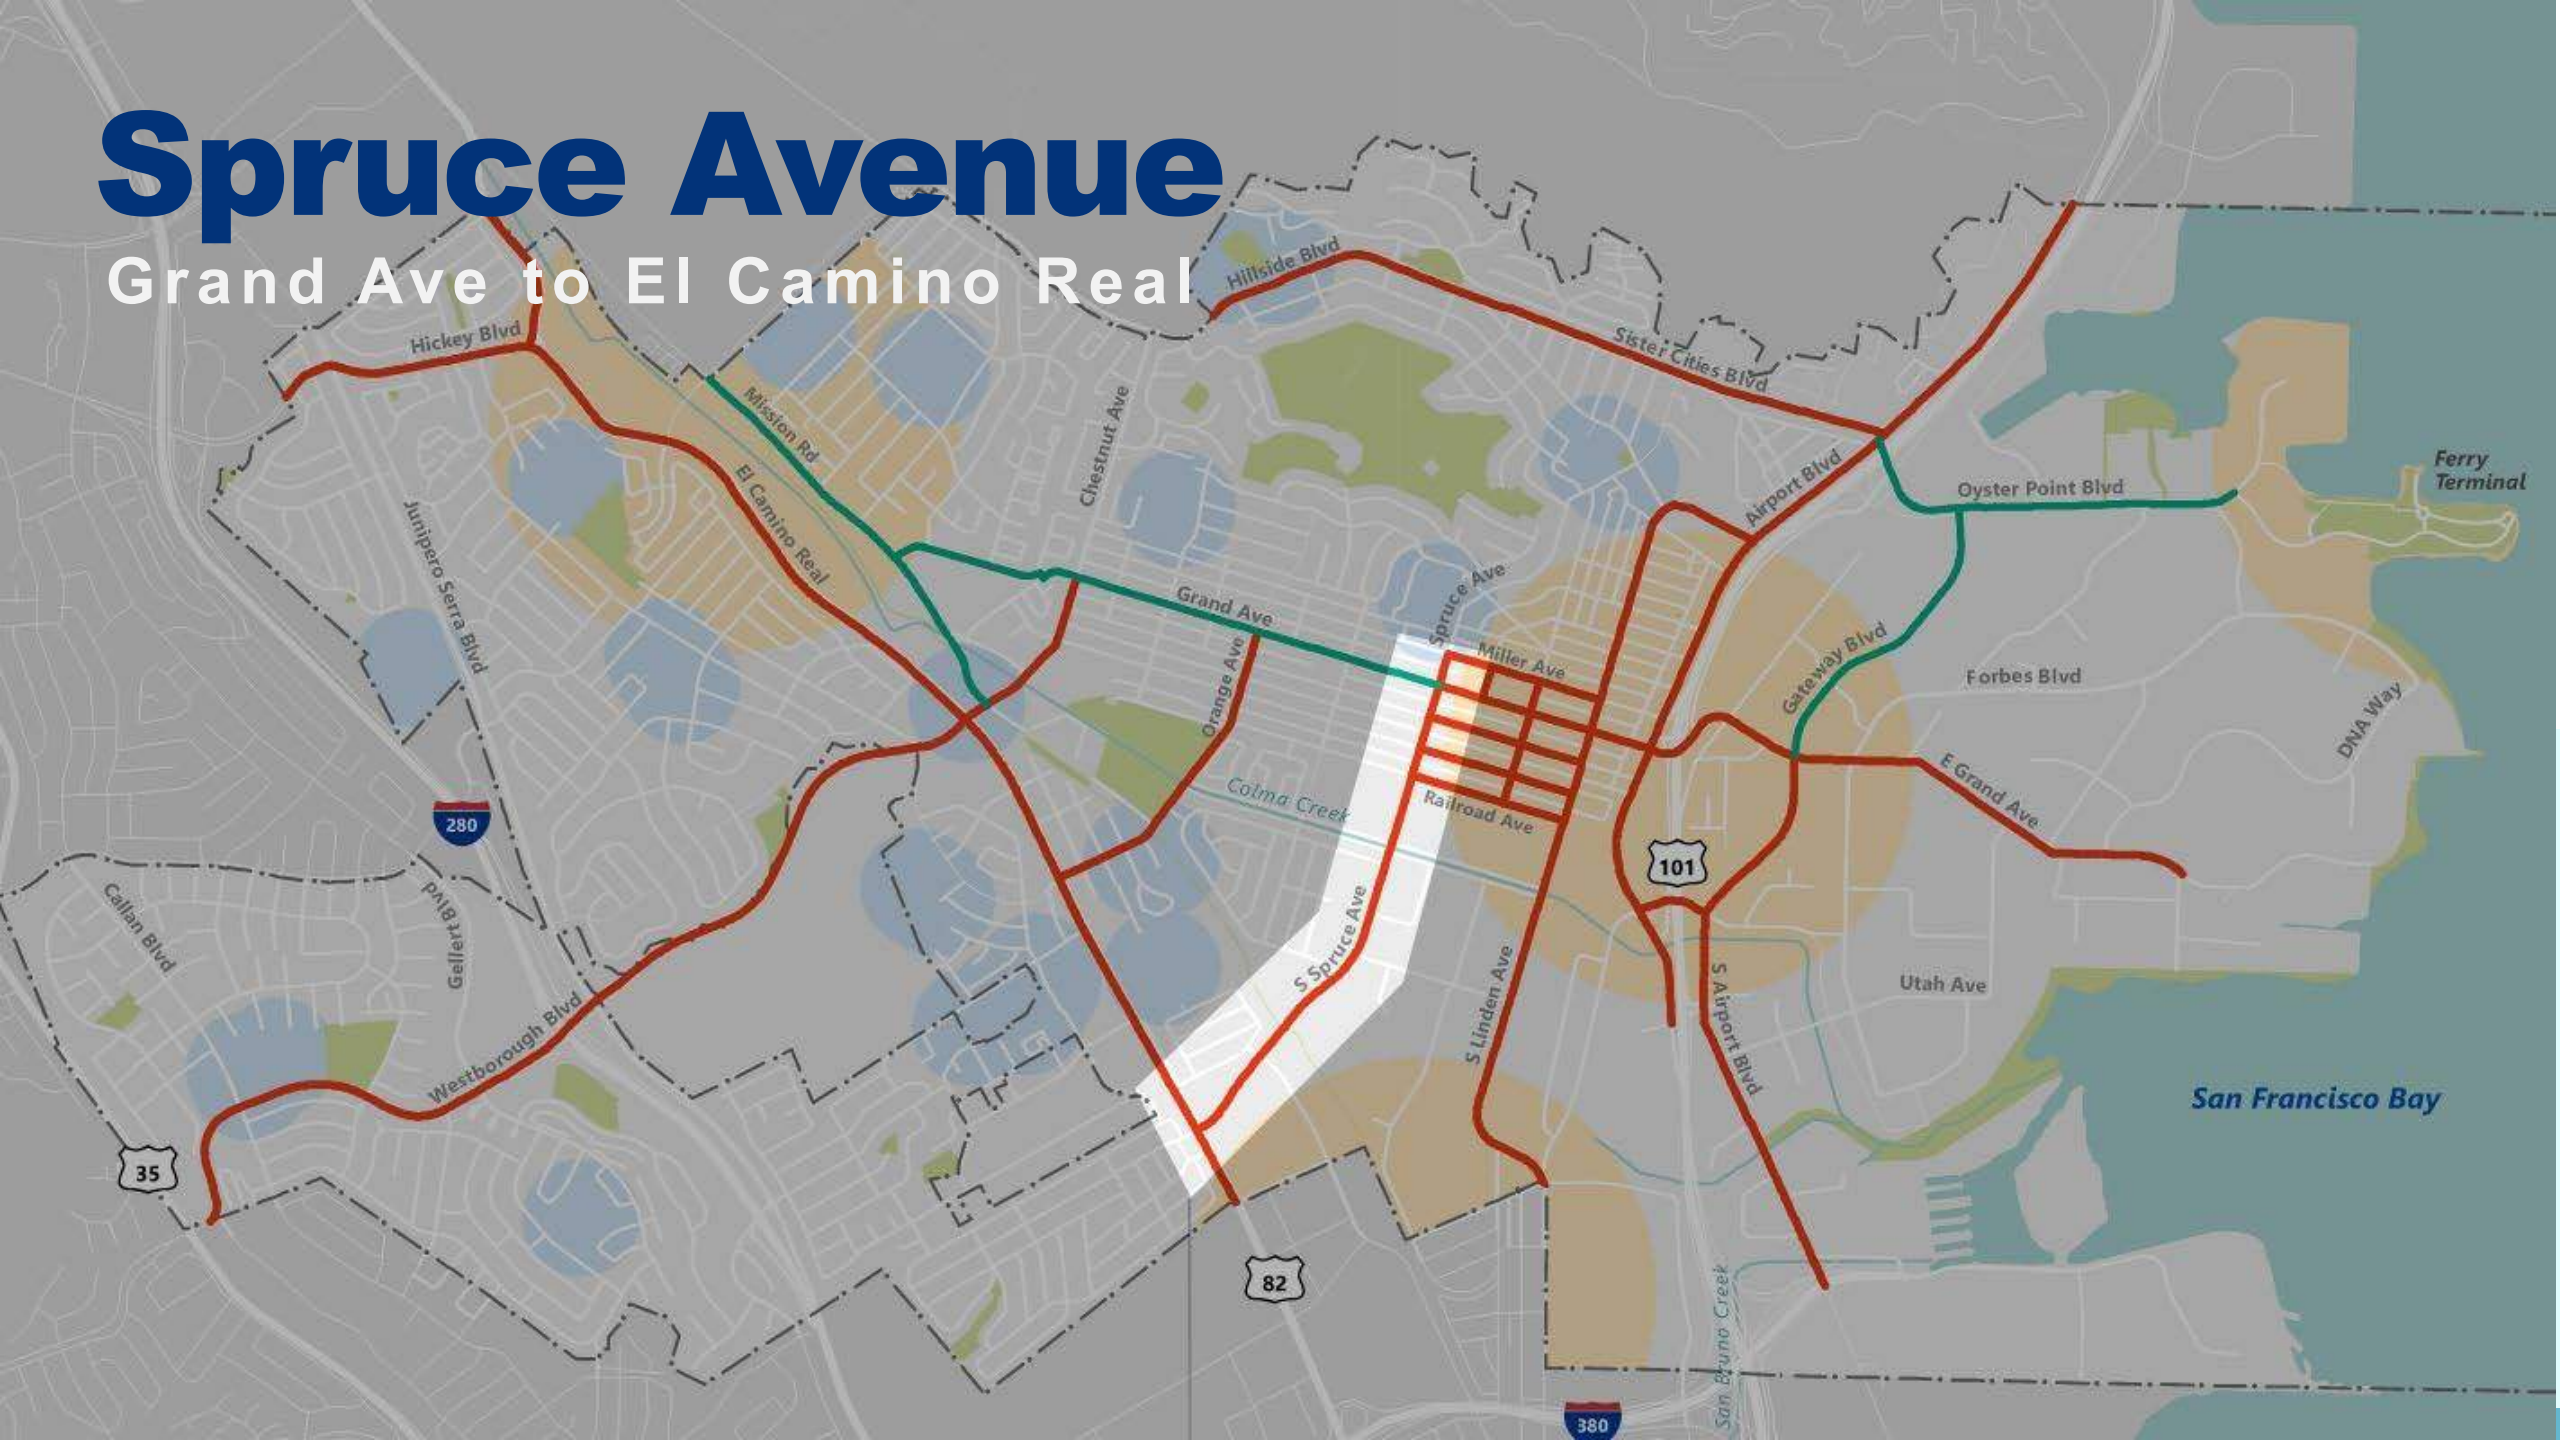 Spruce Avenue
Grand Ave to El Camino Real
Hillside Blvd
Hickey Blvd
Sister Cities Blvd
Mission Rd
Chestnut Ave
El Camino Real
Airport Blvd
Oyster Point Blvd
Ferry
Terminal
Junipero Serra Blvd
Grand Ave
Spruce Ave
Miller Ave
Orange Ave
Gateway Blvd
Forbes Blvd
DNA Way
E Grand Ave
Colma Creek
Railroad Ave
280
101
Callan Blvd
Gellert Blvd
S Spruce Ave
S Linden Ave
S Airport Blvd
Utah Ave
Westborough Blvd
San Francisco Bay
35
82
San Bruno Creek
380